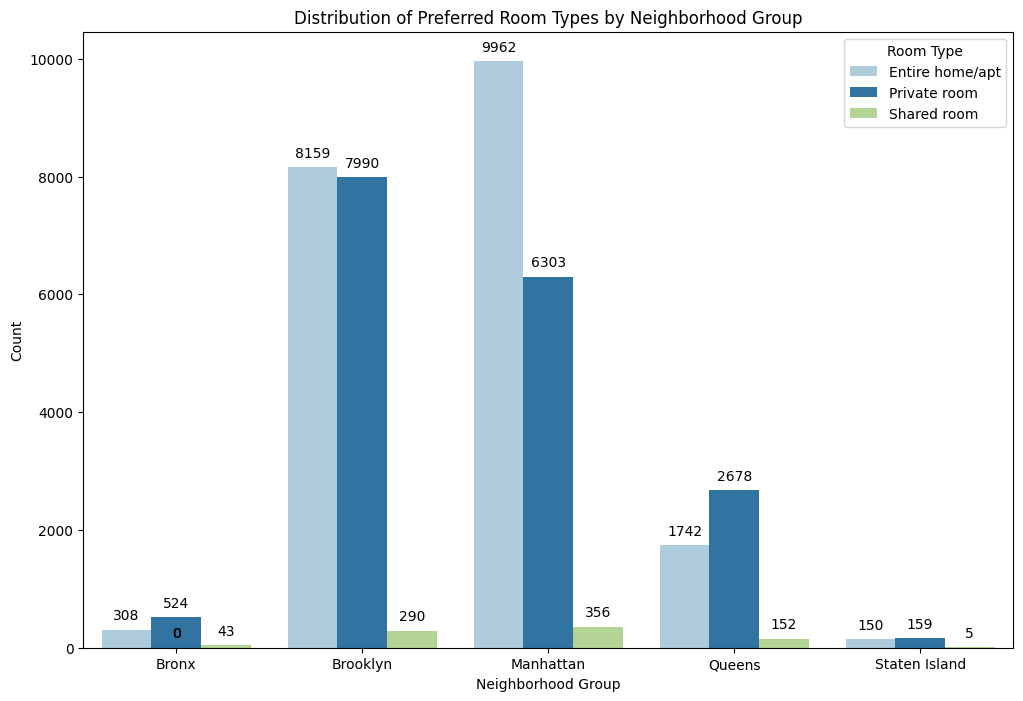 Distribution of Preferred Room Types by Neighborhood Group
Room Type
Entire home/apt
Private room
Shared room
Count
10000
8000
6000
4000
2000
0
308
524
0
43
8159
7990
290
9962
6303
356
1742
2678
152
150
159
5
Bronx
Brooklyn
Manhattan
Queens
Staten Island
Neighborhood Group